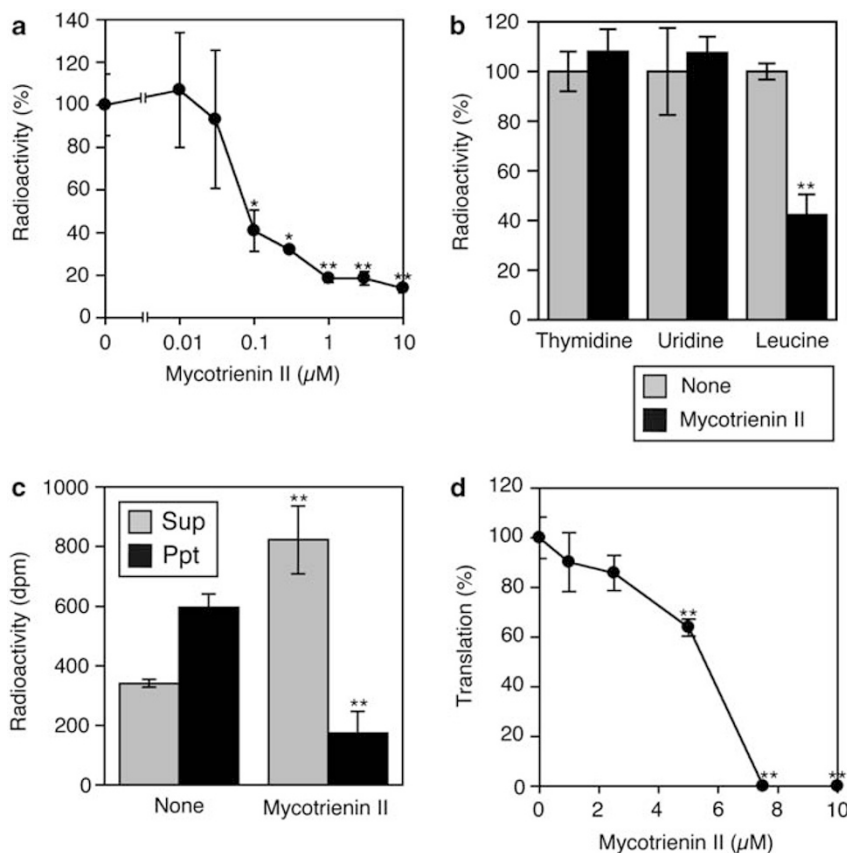 a
Radioactivity (%)
140
120
100
80
60
40
20
0
*
*
**
**
**
0
0.01
0.1
1
10
Mycotrienin II (µM)
b
Radioactivity (%)
120
100
80
60
40
20
0
**
Thymidine
Uridine
Leucine
None
Mycotrienin II
c
Radioactivity (dpm)
1000
800
600
400
200
0
Sup
Ppt
**
**
None
Mycotrienin II
d
Translation (%)
120
100
80
60
40
20
0
**
**
**
0
2
4
6
8
10
Mycotrienin II (µM)